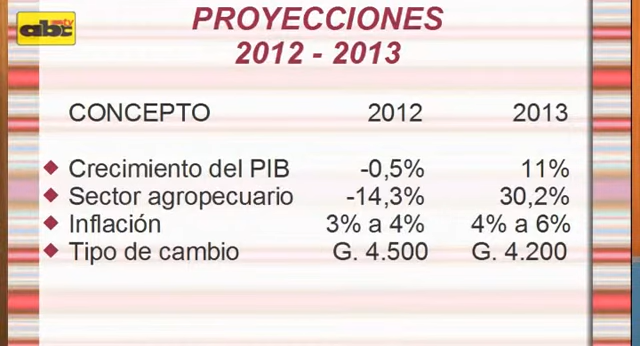 abc tv
PROYECCIONES
2012 - 2013
CONCEPTO 2012 2013
Crecimiento del PIB -0,5% 11%
Sector agropecuario -14,3% 30,2%
Inflación 3% a 4% 4% a 6%
Tipo de cambio G. 4.500 G. 4.200